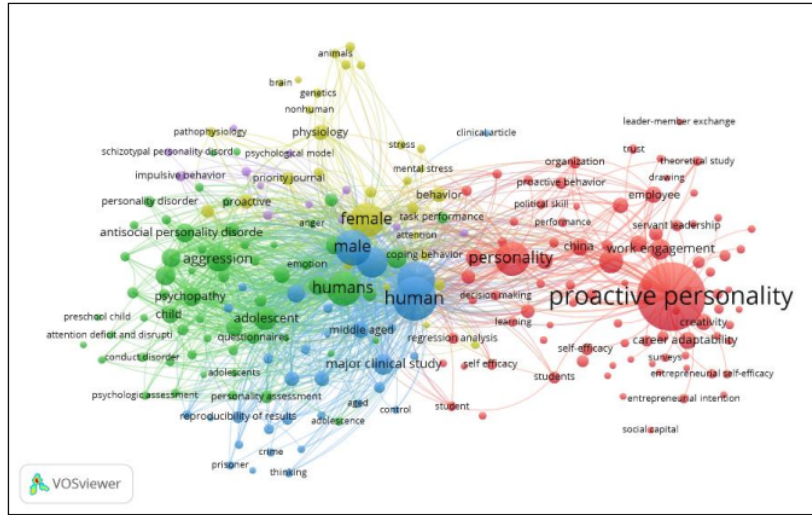 animals
brain
genetics
nonhuman
leader-member exchange
pathophysiology
physiology
stress
clinical article
trust
schizotypal personality disord
psychological model
mental stress
organization
theoretical study
impulsive behavior
priority journal
behavior
proactive behavior
drawing
personality disorder
proactive
political skill
employee
female
task performance
anger
performance
servant leadership
antisocial personality disorde
attention
male
china
work engagement
aggression
emotion
coping behavior
personality
humans
human
decision making
proactive personality
psychopathy
preschool child
child
adolescent
learning
creativity
attention deficit and disrupti
questionnaires
middle aged
regression analysis
career adaptability
conduct disorder
major clinical study
self efficacy
self-efficacy
surveys
adolescents
students
entrepreneurial self-efficacy
psychologic assessment
personality assessment
aged
control
student
entrepreneurial intention
reproducibility of results
adolescence
social capital
crime
prisoner
thinking
VOSviewer